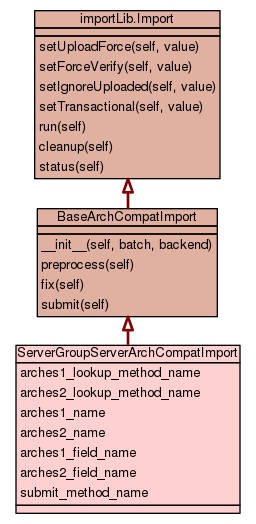 importLib.Import
setUploadForce(self, value)
setForceVerify(self, value)
setIgnoreUploaded(self, value)
setTransactional(self, value)
run(self)
cleanup(self)
status(self)
BaseArchCompatImport
__init__(self, batch, backend)
preprocess(self)
fix(self)
submit(self)
ServerGroupServerArchCompatImport
arches1_lookup_method_name
arches2_lookup_method_name
arches1_name
arches2_name
arches1_field_name
arches2_field_name
submit_method_name